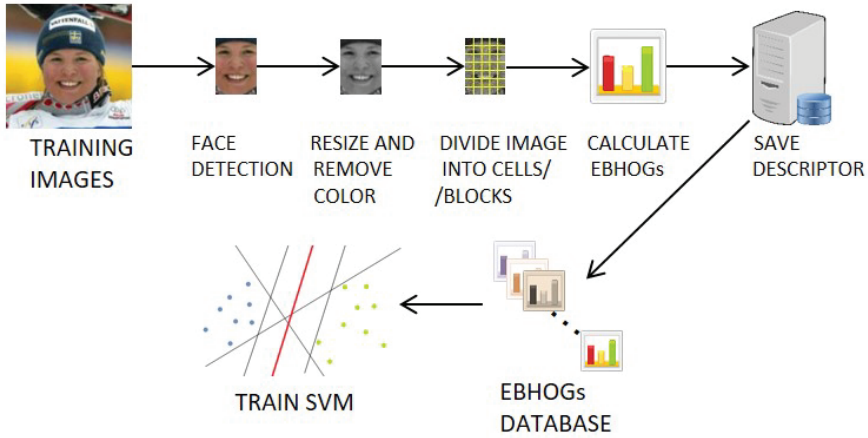 VATTENFALL
TRAINING
IMAGES
FACE
DETECTION
RESIZE AND
REMOVE
COLOR
DIVIDE IMAGE
INTO CELLS/
/BLOCKS
CALCULATE
EBHOGs
SAVE
DESCRIPTOR
TRAIN SVM
EBHOGs
DATABASE